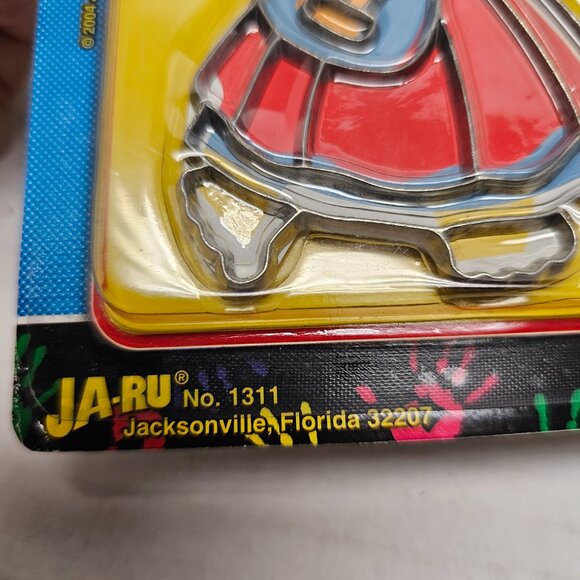 © 2004
JA-RU® No. 1311
Jacksonville, Florida 32207